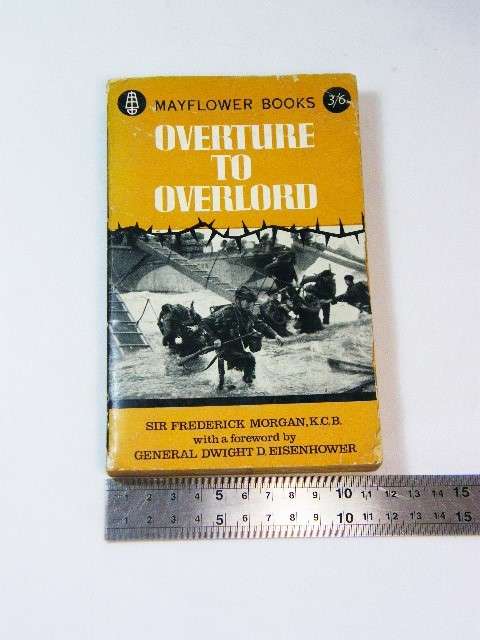 MAYFLOWER BOOKS 3/6
OVERTURE
TO
OVERLORD
SIR FREDERICK MORGAN, K.C.B.
with a foreword by
GENERAL DWIGHT D. EISENHOWER
1 2 3 4 5 6 7 8 9 10 11 12 13 14 15
1 2 3 4 5 6 7 8 9 10 11 12 13 14 15